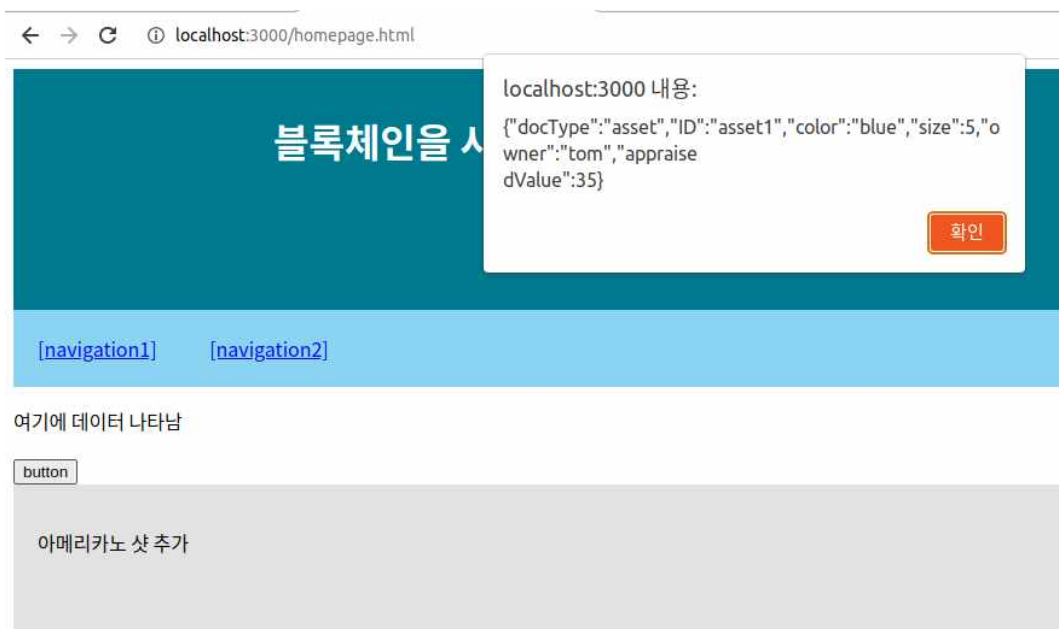 localhost:3000/homepage.html
localhost:3000 내용:
{"docType":"asset","ID":"asset1","color":"blue","size":5,"o
wner":"tom","appraise
dValue":35}
확인
블록체인을
[navigation1] [navigation2]
여기에 데이터 나타남
button
아메리카노 샷 추가